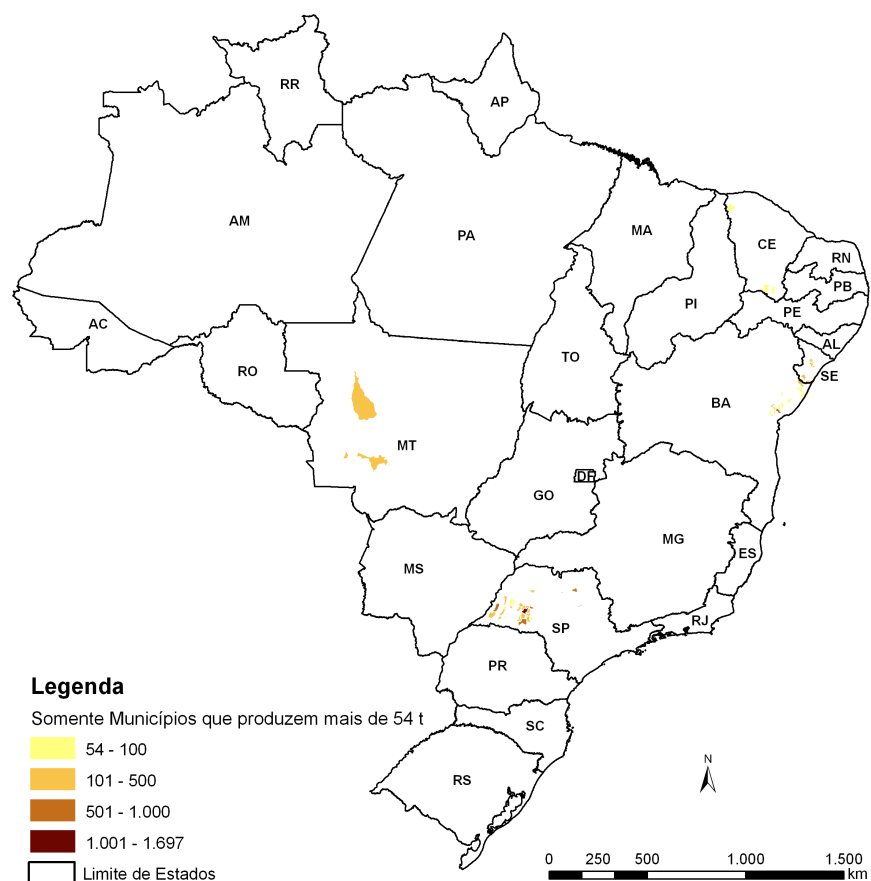 RR
AP
AM
PA
MA
CE
RN
PB
PE
PI
AL
SE
AC
RO
TO
BA
MT
DF
GO
MG
ES
MS
SP
RJ
PR
SC
RS
Legenda
Somente Municípios que produzem mais de 54 t
54 - 100
101 - 500
501 - 1.000
1.001 - 1.697
Limite de Estados
N
0 250 500 1.000 1.500
km